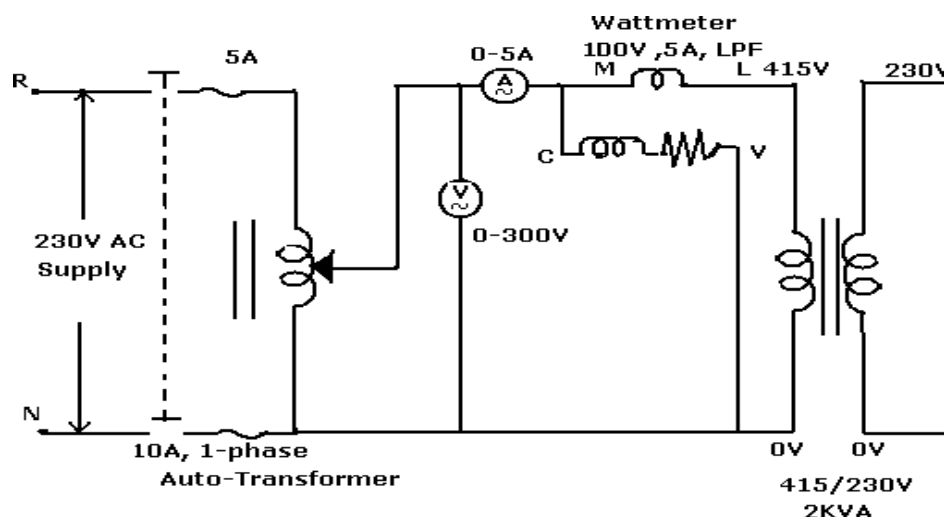 Wattmeter
100V ,5A, LPF
5A
0-5A
M
L 415V
230V
R
A
C
V
V
0-300V
230V AC
Supply
N
10A, 1-phase
Auto-Transformer
0V
0V
415/230V
2KVA